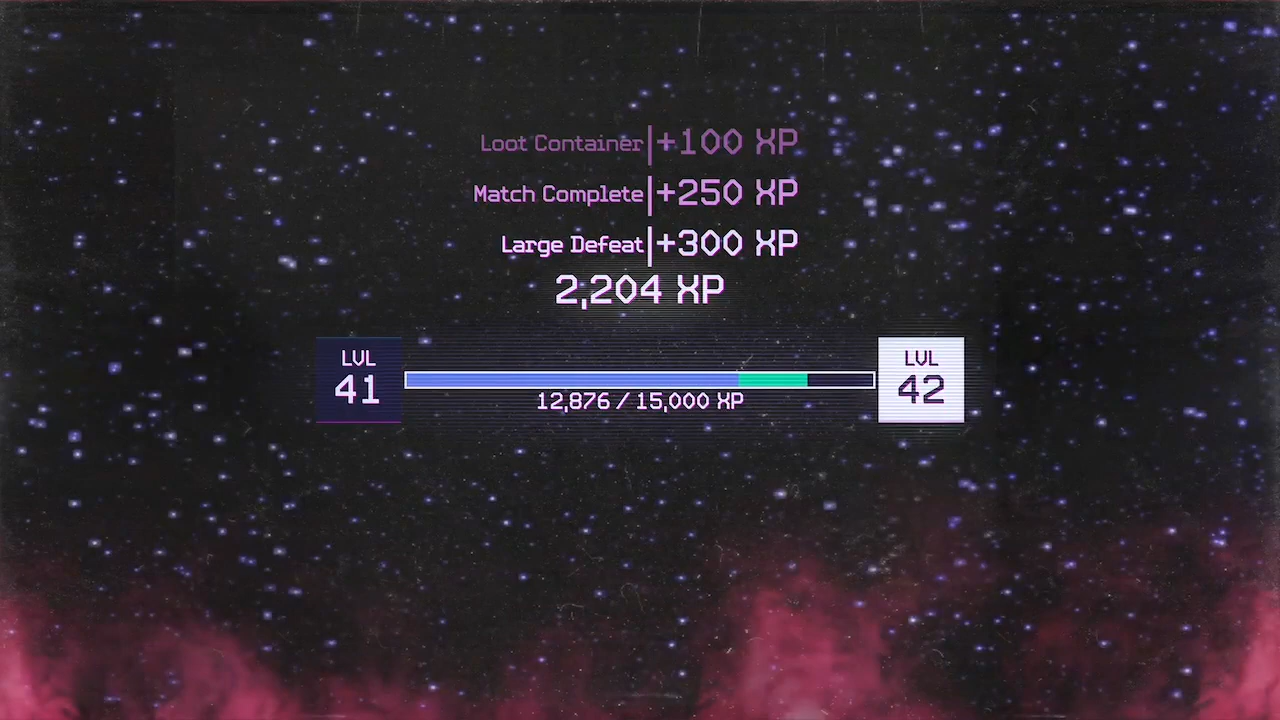 Loot Container|+100 XP
Match Complete|+250 XP
Large Defeat|+300 XP
2,204 XP
LVL
41
12,876 / 15,000 XP
LVL
42